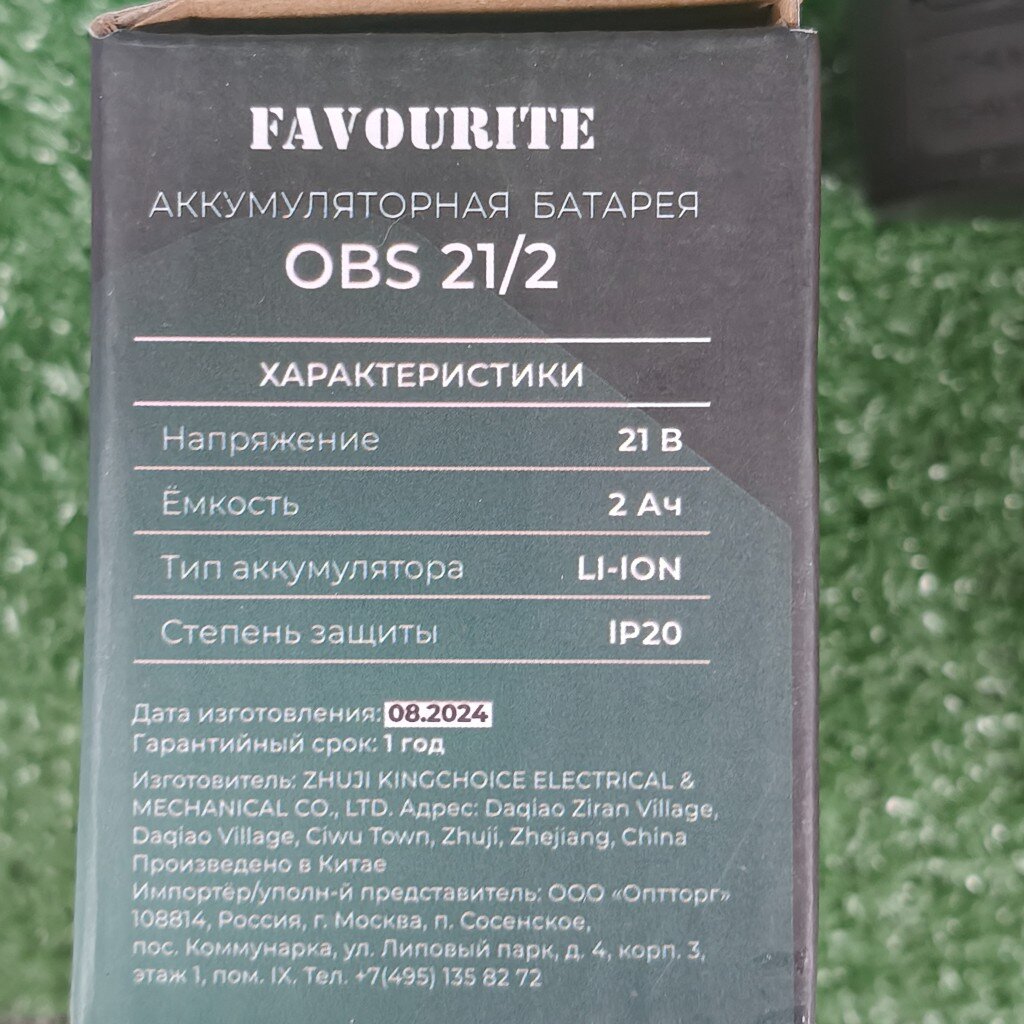 FAVOURITE
АККУМУЛЯТОРНАЯ БАТАРЕЯ
OBS 21/2
ХАРАКТЕРИСТИКИ
Напряжение 21 В
Ёмкость 2 Ач
Тип аккумулятора LI-ION
Степень защиты IP20
Дата изготовления: 08.2024
Гарантийный срок: 1 год
Изготовитель: ZHUJI KINGCHOICE ELECTRICAL &
MECHANICAL CO., LTD. Адрес: Daqiao Ziran Village,
Daqiao Village, Ciwu Town, Zhuji, Zhejiang, China
Произведено в Китае
Импортёр/уполн-й представитель: ООО «Оптторг»
108814, Россия, г. Москва, п. Сосенское,
пос. Коммунарка, ул. Липовый парк, д. 4, корп. 3,
этаж 1, пом. IX. Тел. +7(495) 135 82 72